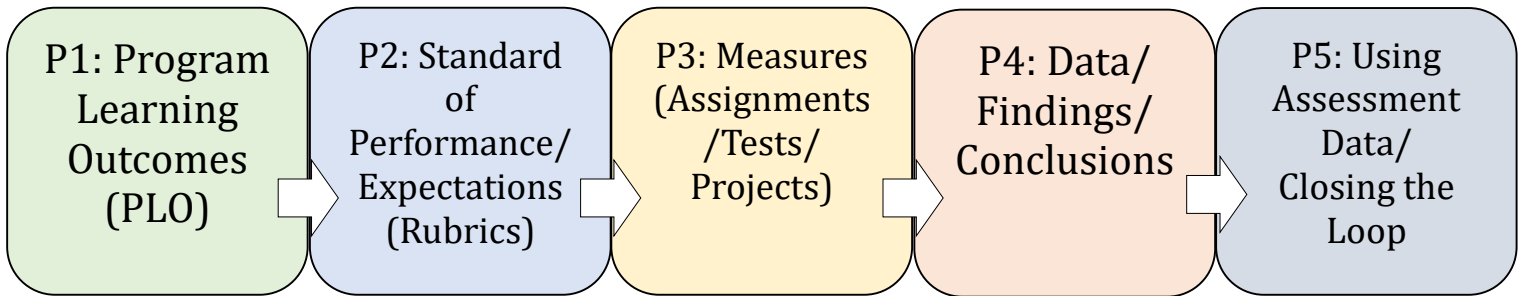 P1: Program
Learning
Outcomes
(PLO)
P2: Standard
of
Performance/
Expectations
(Rubrics)
P3: Measures
(Assignments
/Tests/
Projects)
P4: Data/
Findings/
Conclusions
P5: Using
Assessment
Data/
Closing the
Loop